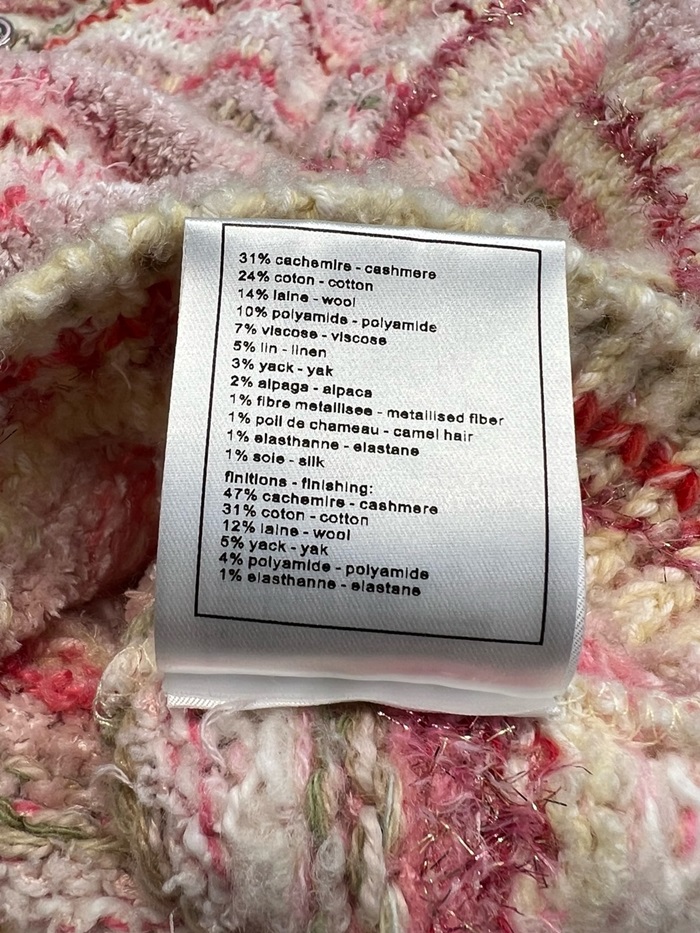 31% cachemire - cashmere
24% coton - cotton
14% laine - wool
10% polyamide - polyamide
7% viscose - viscose
5% lin - linen
3% yack - yak
2% alpaga - alpaca
1% fibre metallisee - metallised fiber
1% poil de chameau - camel hair
1% elasthanne - elastane
1% soie - silk
finitions - finishing:
47% cachemire - cashmere
31% coton - cotton
12% laine - wool
5% yack - yak
4% polyamide - polyamide
1% elasthanne - elastane